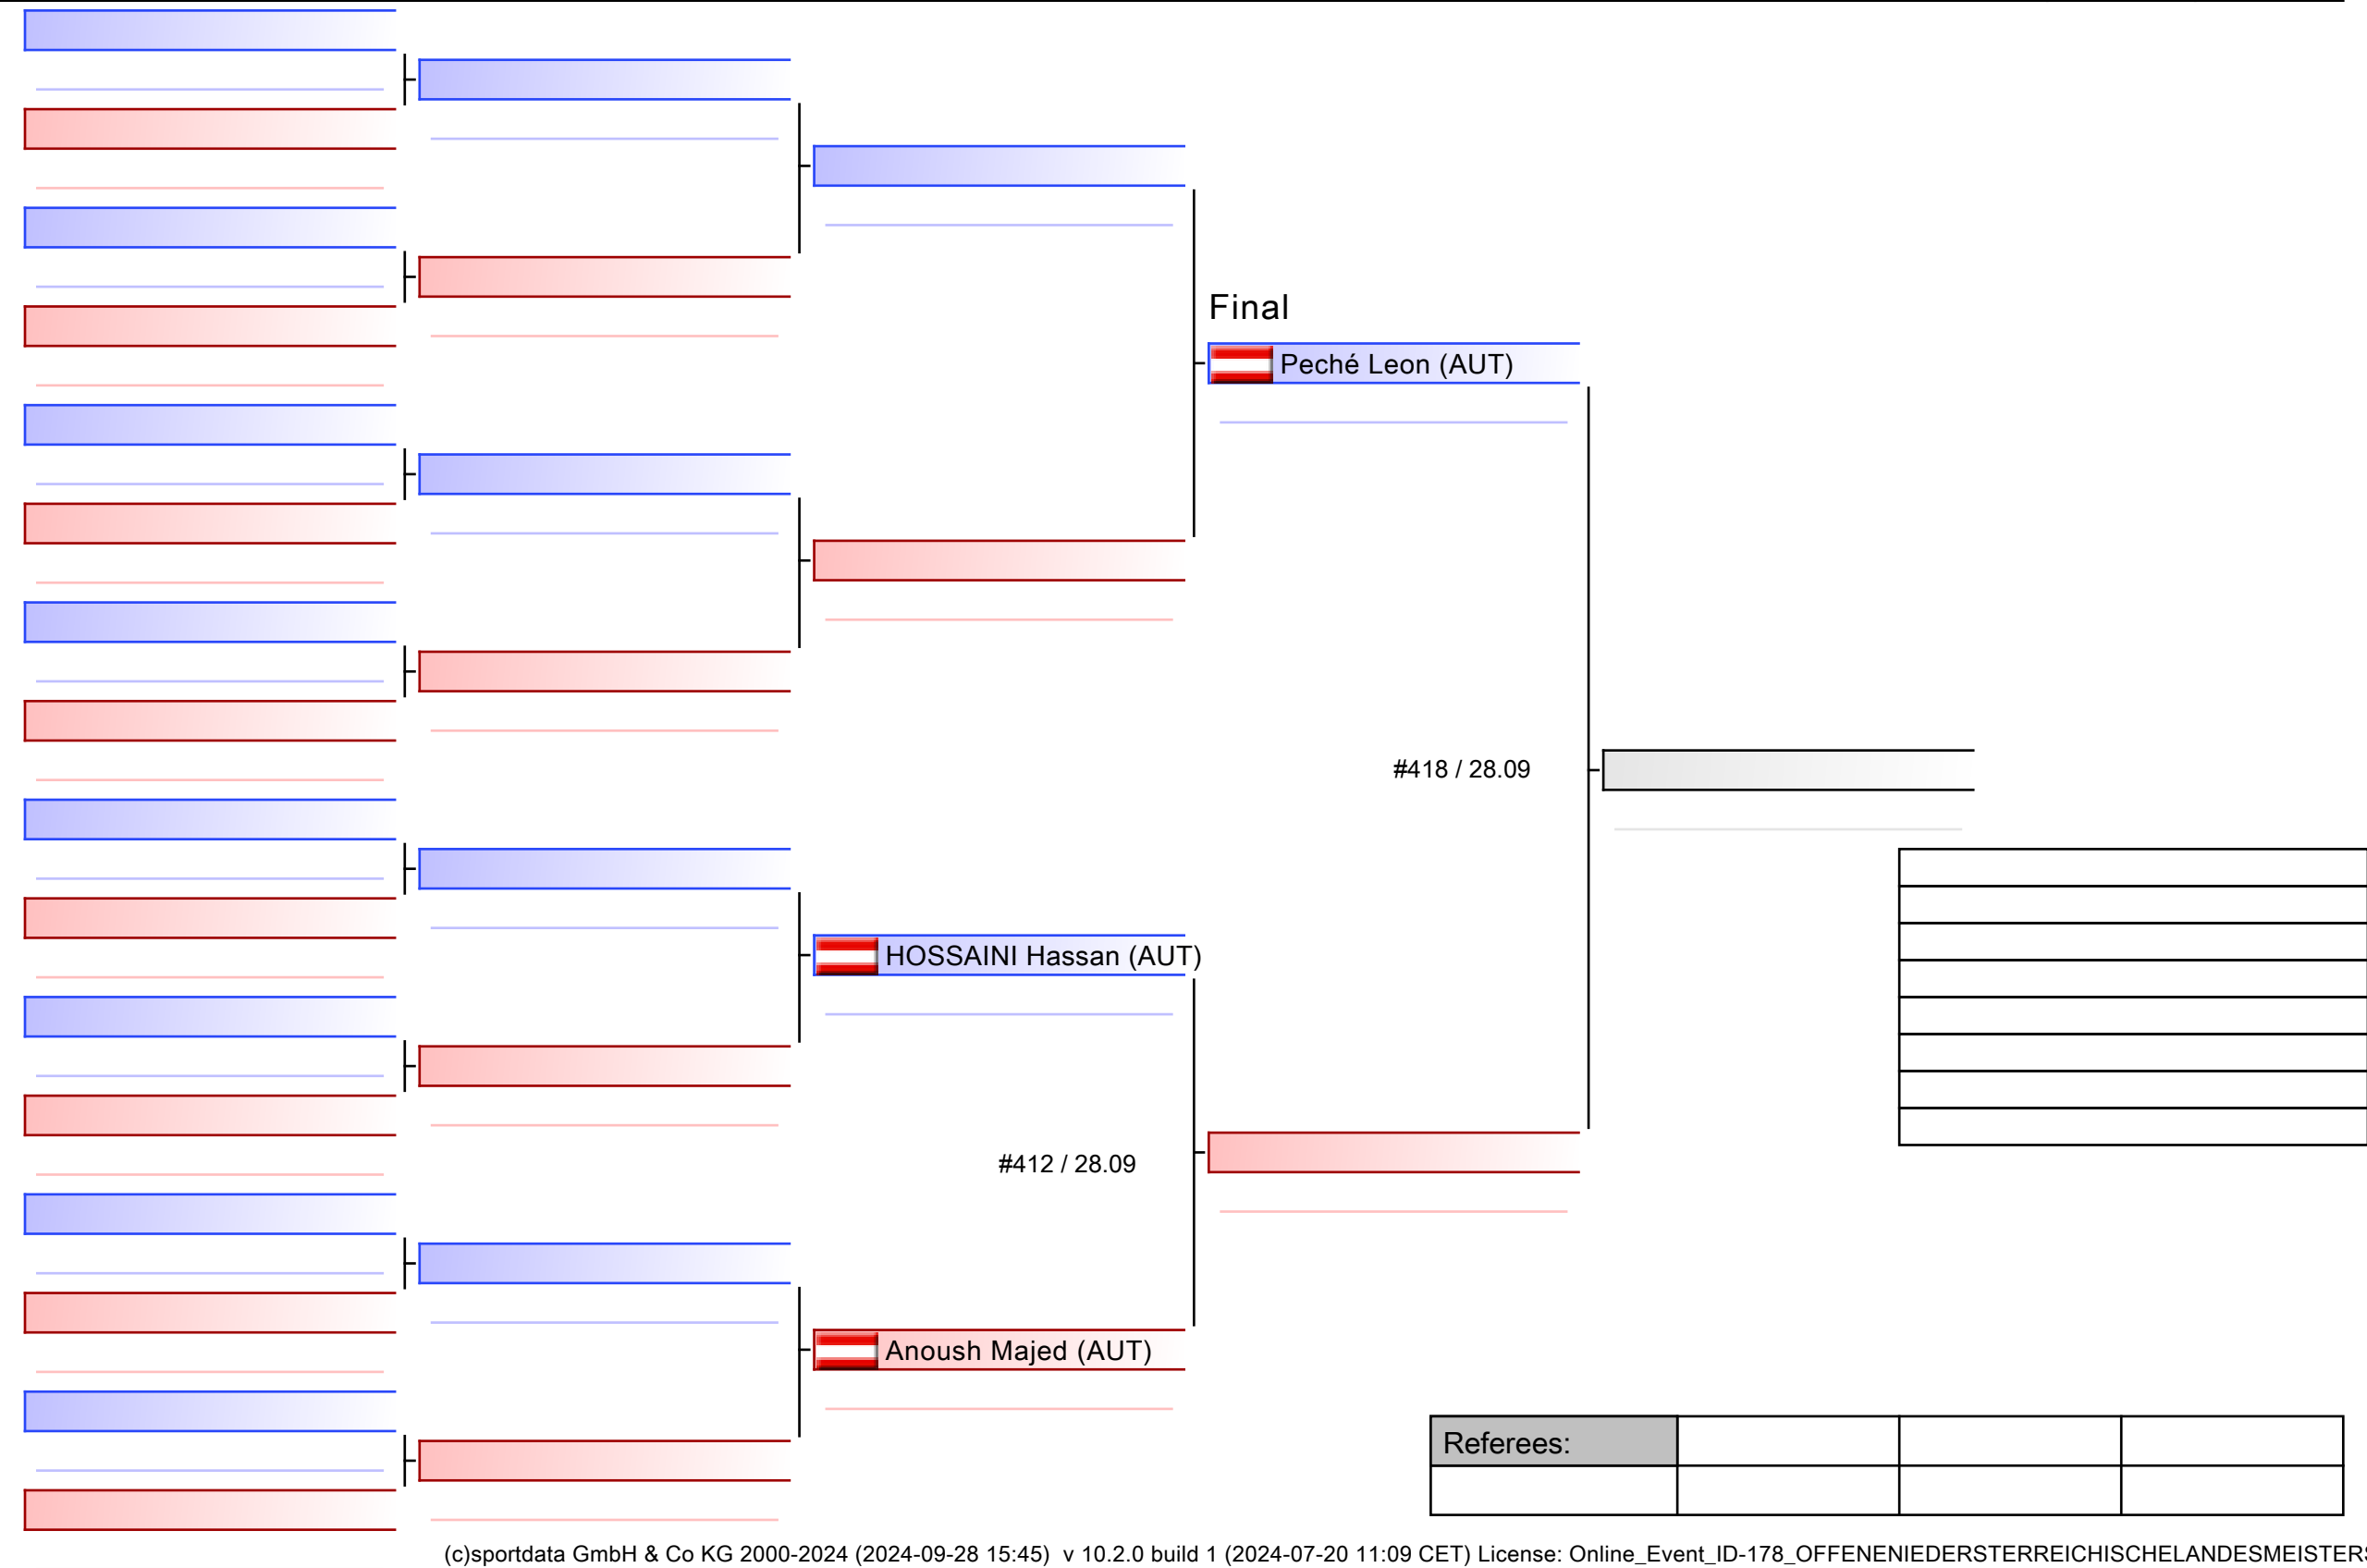 Final
Peché Leon (AUT)
#418 / 28.09
HOSSAINI Hassan (AUT)
#412 / 28.09
Anoush Majed (AUT)
Referees:
(c)sportdata GmbH & Co KG 2000-2024 (2024-09-28 15:45) v 10.2.0 build 1 (2024-07-20 11:09 CET) License: Online_Event_ID-178_OFFENENIEDERSTERREICHISCHELANDESMEISTERS